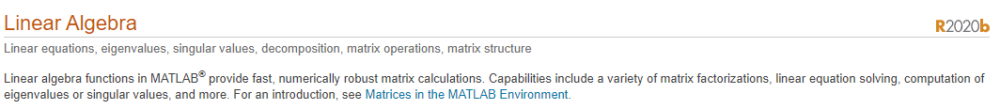 Linear Algebra
R2020b
Linear equations, eigenvalues, singular values, decomposition, matrix operations, matrix structure
Linear algebra functions in MATLAB® provide fast, numerically robust matrix calculations. Capabilities include a variety of matrix factorizations, linear equation solving, computation of
eigenvalues or singular values, and more. For an introduction, see Matrices in the MATLAB Environment.